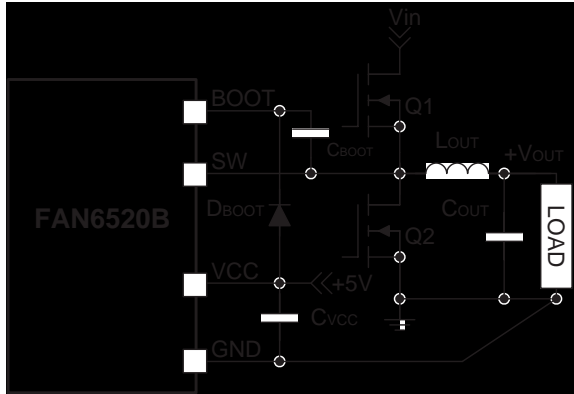 Vin
BOOT
Q1
CBOOT
LOUT
+VOUT
SW
FAN6520B
DBOOT
COUT
LOAD
Q2
VCC
+5V
CVCC
GND